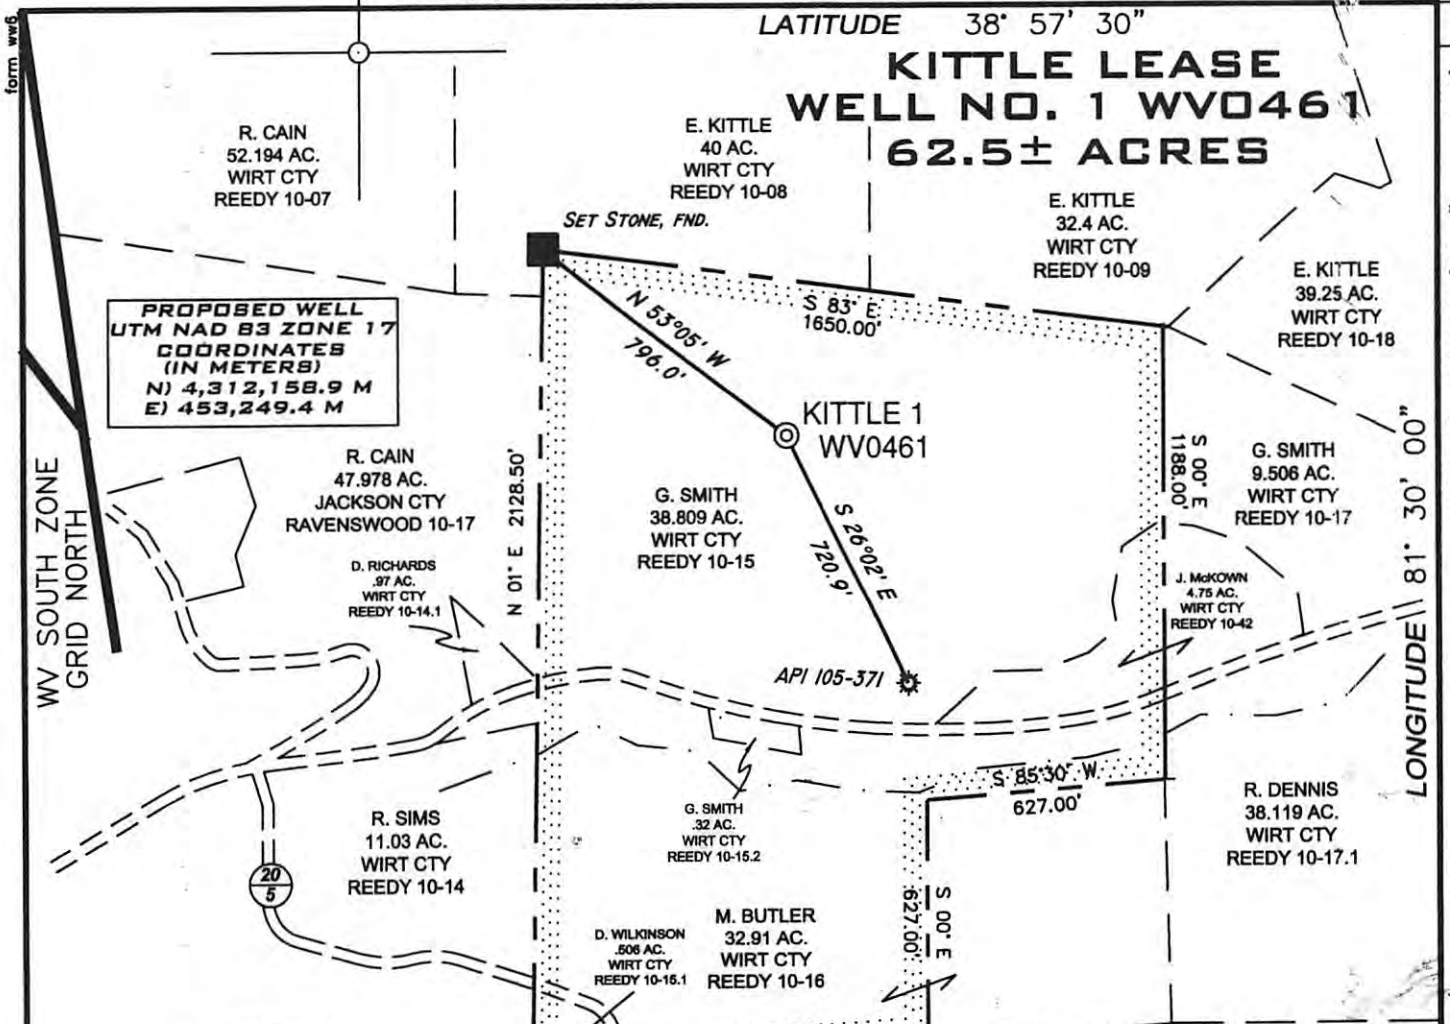 form ww6
LATITUDE 38° 57' 30"
KITTLE LEASE
WELL NO. 1 WV0461
62.5± ACRES
R. CAIN
52.194 AC.
WIRT CTY
REEDY 10-07
E. KITTLE
40 AC.
WIRT CTY
REEDY 10-08
E. KITTLE
32.4 AC.
WIRT CTY
REEDY 10-09
SET STONE, FND.
E. KITTLE
39.25 AC.
WIRT CTY
REEDY 10-18
PROPOSED WELL
UTM NAD 83 ZONE 17
COORDINATES
(IN METERS)
N) 4,312,158.9 M
E) 453,249.4 M
N 53°05' W
796.0'
S 83° E
1650.00'
KITTLE 1
WV0461
R. CAIN
47.978 AC.
JACKSON CTY
RAVENSWOOD 10-17
N 01° E 2128.50'
G. SMITH
38.809 AC.
WIRT CTY
REEDY 10-15
S 26°02' E
720.9'
S 00° E
1188.00'
G. SMITH
9.506 AC.
WIRT CTY
REEDY 10-17
LONGITUDE 81° 30' 00"
WV SOUTH ZONE
GRID NORTH
D. RICHARDS
.97 AC.
WIRT CTY
REEDY 10-14.1
J. McKOWN
4.75 AC.
WIRT CTY
REEDY 10-42
API 105-371
S 85°30' W
627.00'
R. SIMS
11.03 AC.
WIRT CTY
REEDY 10-14
G. SMITH
.32 AC.
WIRT CTY
REEDY 10-15.2
R. DENNIS
38.119 AC.
WIRT CTY
REEDY 10-17.1
20
5
D. WILKINSON
.506 AC.
WIRT CTY
REEDY 10-15.1
M. BUTLER
32.91 AC.
WIRT CTY
REEDY 10-16
S 00° E
627.00'